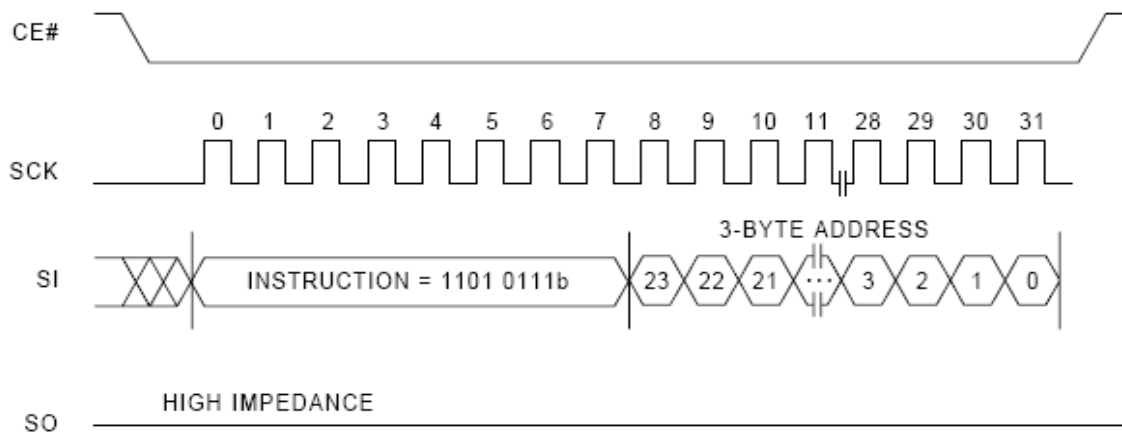 CE#
0 1 2 3 4 5 6 7 8 9 10 11 28 29 30 31
SCK
3-BYTE ADDRESS
SI INSTRUCTION = 1101 0111b 23 22 21 ... 3 2 1 0
HIGH IMPEDANCE
SO